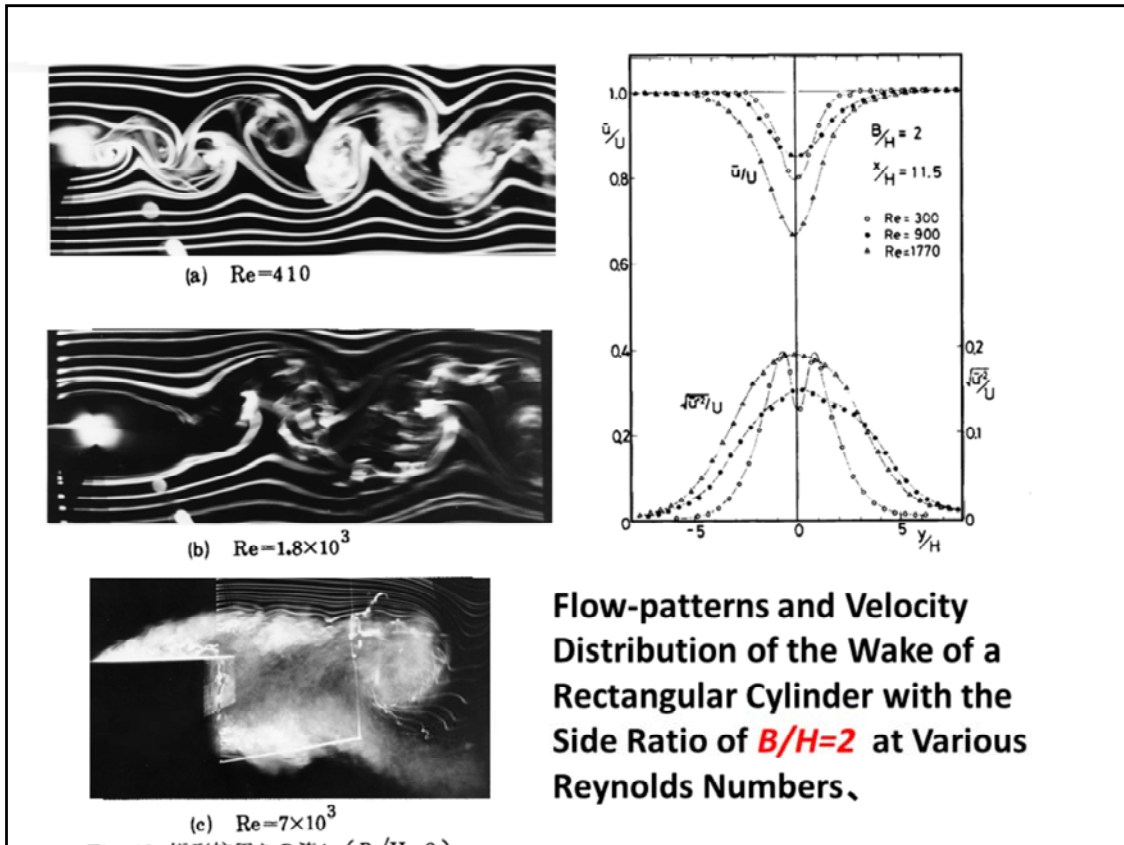 (a) Re=410
(b) Re=1.8×10³
(c) Re=7×10³
1.0
ū/U
0.8
0.6
0.4
0.2
0
ū/U
B/H = 2
x/H = 11.5
Re=300
Re=900
Re=1770
√u'²/U
0.2
√u'²/U
0.1
0
-5
0
5
y/H
Flow-patterns and Velocity
Distribution of the Wake of a
Rectangular Cylinder with the
Side Ratio of B/H=2 at Various
Reynolds Numbers、